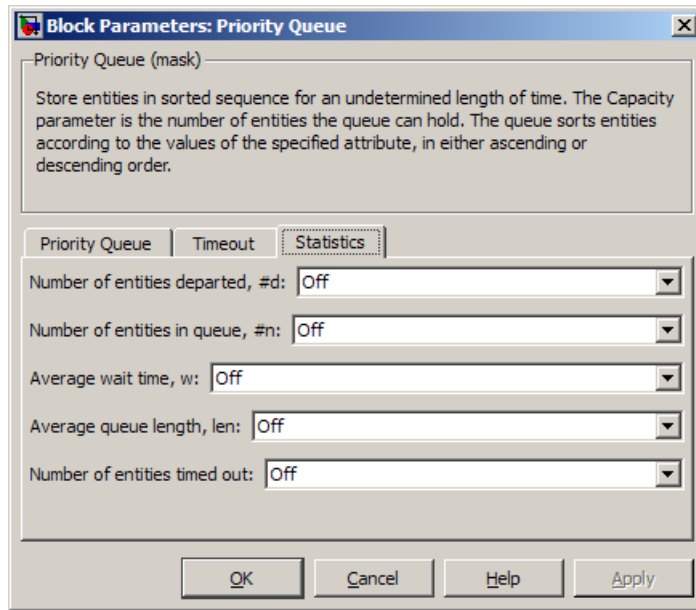 Block Parameters: Priority Queue
Priority Queue (mask)
Store entities in sorted sequence for an undetermined length of time. The Capacity
parameter is the number of entities the queue can hold. The queue sorts entities
according to the values of the specified attribute, in either ascending or
descending order.
Priority Queue Timeout Statistics
Number of entities departed, #d: Off
Number of entities in queue, #n: Off
Average wait time, w: Off
Average queue length, len: Off
Number of entities timed out: Off
OK Cancel Help Apply